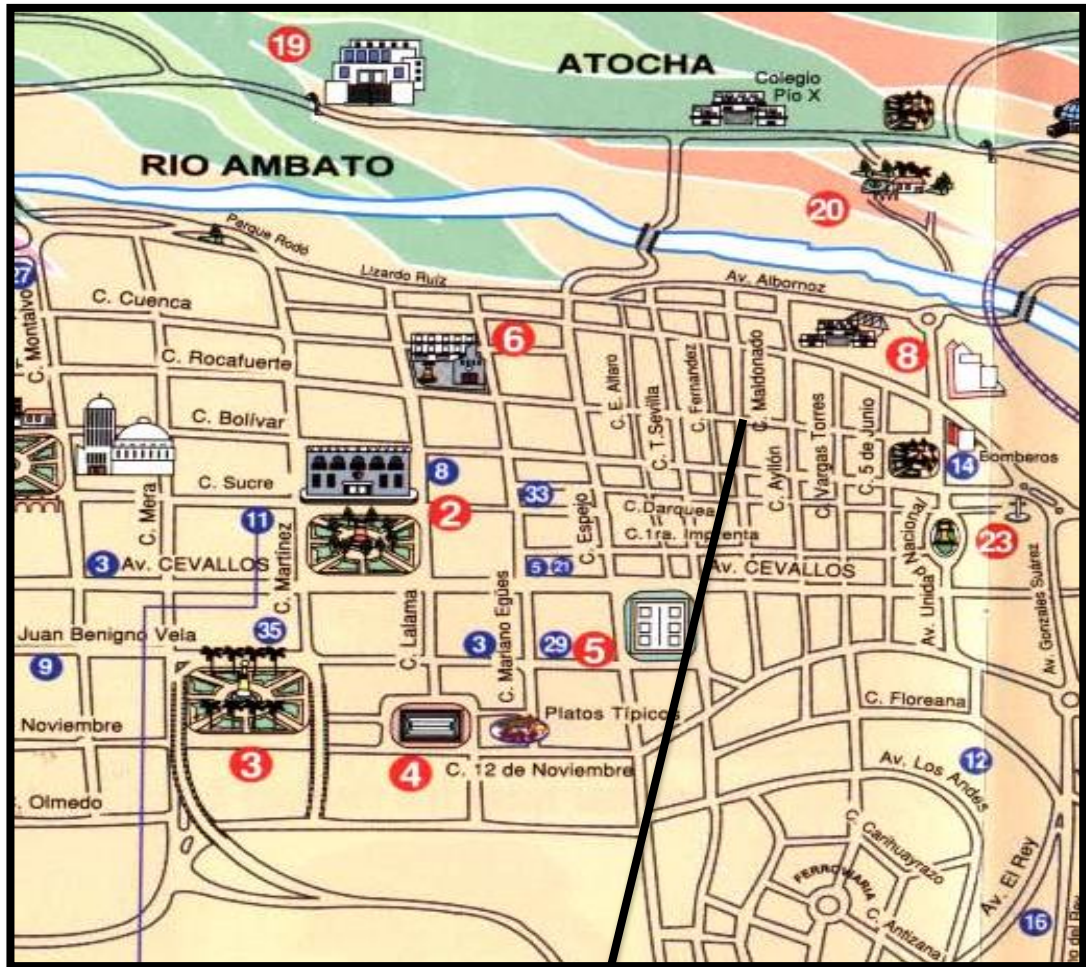 19
ATOCHA
Colegio
Pío X
RIO AMBATO
20
Parque Rodó
Lizardo Ruíz
Av. Albornoz
27
C. Cuenca
C. Montalvo
6
8
C. Rocafuerte
C. E. Alfaro
C. T. Sevilla
C. Fernandez
C. Maldonado
C. Bolívar
C. Ayllón
C. Vargas Torres
C. 5 de Junio
14
Bomberos
C. Sucre
8
33
2
C. Mera
11
C. Martínez
C. Espejo
C. Darquea
C. 1ra. Imprenta
P. Nacional
23
3
Av. CEVALLOS
5
21
Av. CEVALLOS
Av. Unidad
Av. Gonzales Suárez
Juan Benigno Vela
35
C. Lalama
C. Mariano Egües
3
29
5
9
C. Floreana
Noviembre
Platos Típicos
3
4
C. 12 de Noviembre
12
Av. Los Andes
C. Olmedo
C. Carihuayrazo
FERROVIARIA
Av. El Rey
C. Antizana
16
del Rey